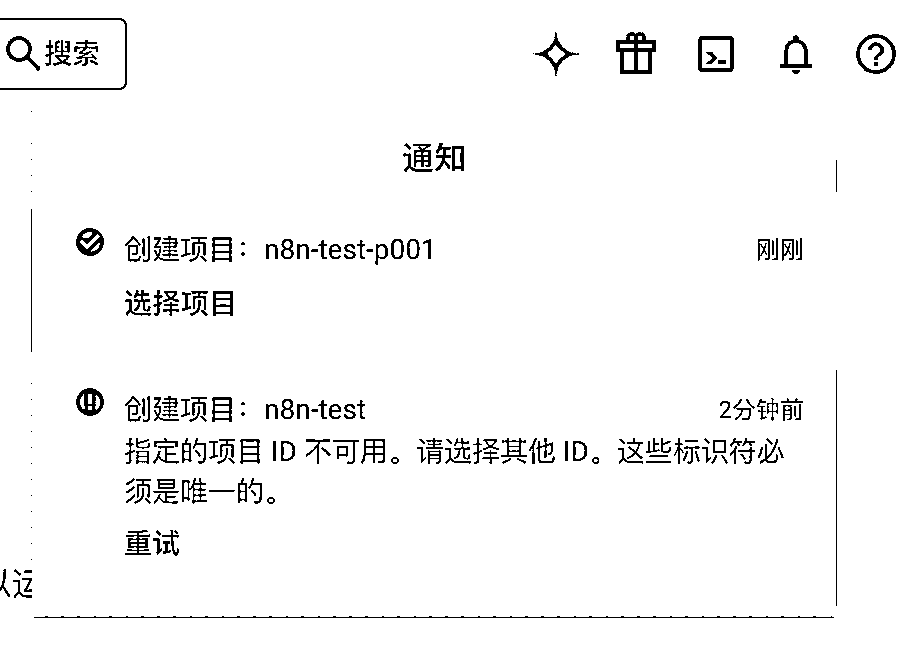 搜索
通知
创建项目：n8n-test-p001
刚刚
选择项目
创建项目：n8n-test
2分钟前
指定的项目 ID 不可用。请选择其他 ID。这些标识符必
须是唯一的。
重试
以运